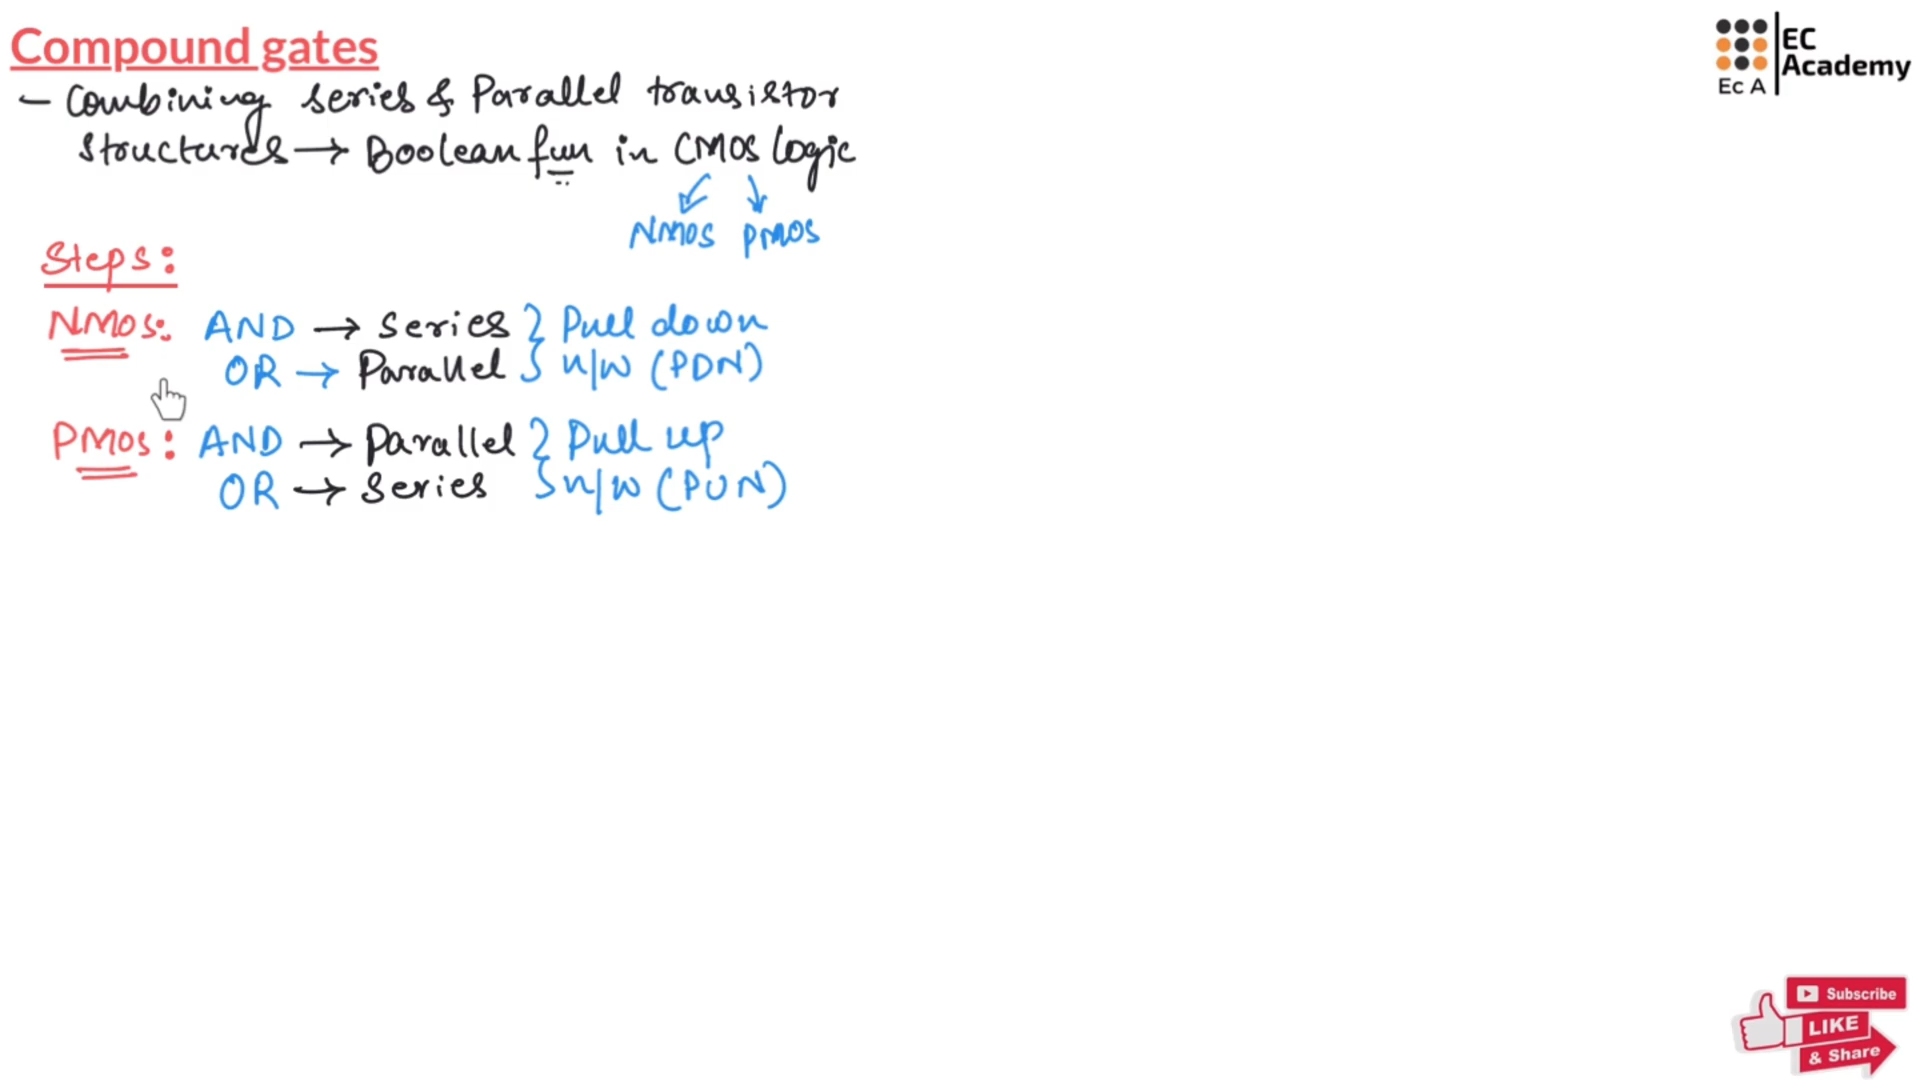 Compound gates
- Combining series & Parallel transistor
structures → Boolean fun in CMOS logic
NMOS PMOS
Steps:
NMOS: AND → series } Pull down
OR → Parallel } n/w (PDN)
PMOS: AND → Parallel } Pull up
OR → series } n/w (PUN)
EC
Academy
Ec A
Subscribe
LIKE
& Share